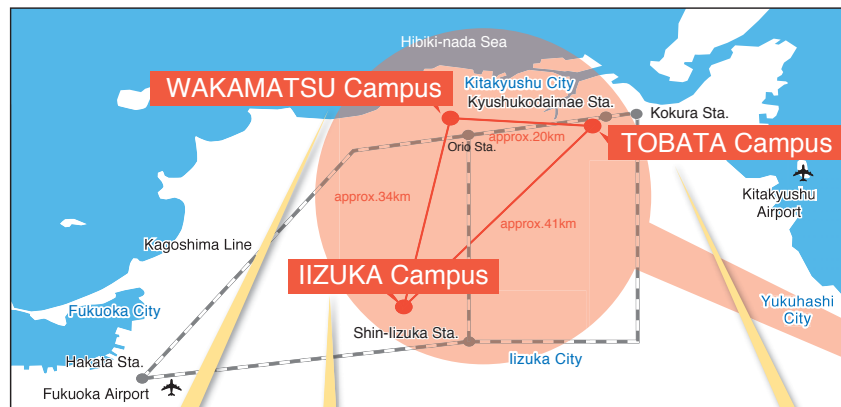 Hibiki-nada Sea
WAKAMATSU Campus
Kitakyushu City
Kyushukodaimae Sta.
Kokura Sta.
Orio Sta.
approx.20km
TOBATA Campus
Kitakyushu
Airport
approx.34km
approx.41km
Kagoshima Line
IIZUKA Campus
Fukuoka City
Yukuhashi
City
Shin-Iizuka Sta.
Iizuka City
Hakata Sta.
Fukuoka Airport